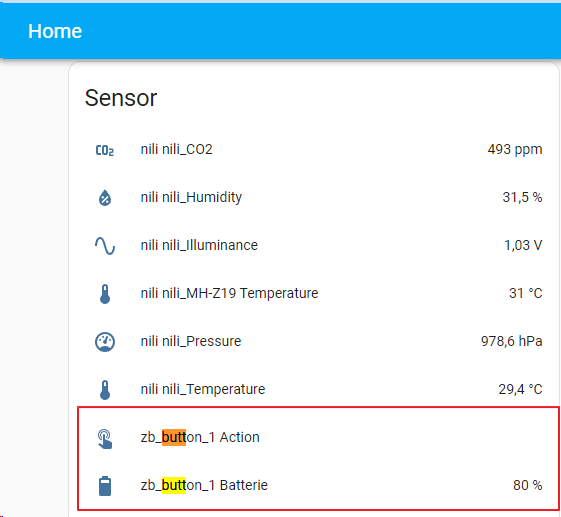 Home
Sensor
CO2
nili nili_CO2 493 ppm
nili nili_Humidity 31,5 %
nili nili_Illuminance 1,03 V
nili nili_MH-Z19 Temperature 31 °C
nili nili_Pressure 978,6 hPa
nili nili_Temperature 29,4 °C
zb_button_1 Action
zb_button_1 Batterie 80 %